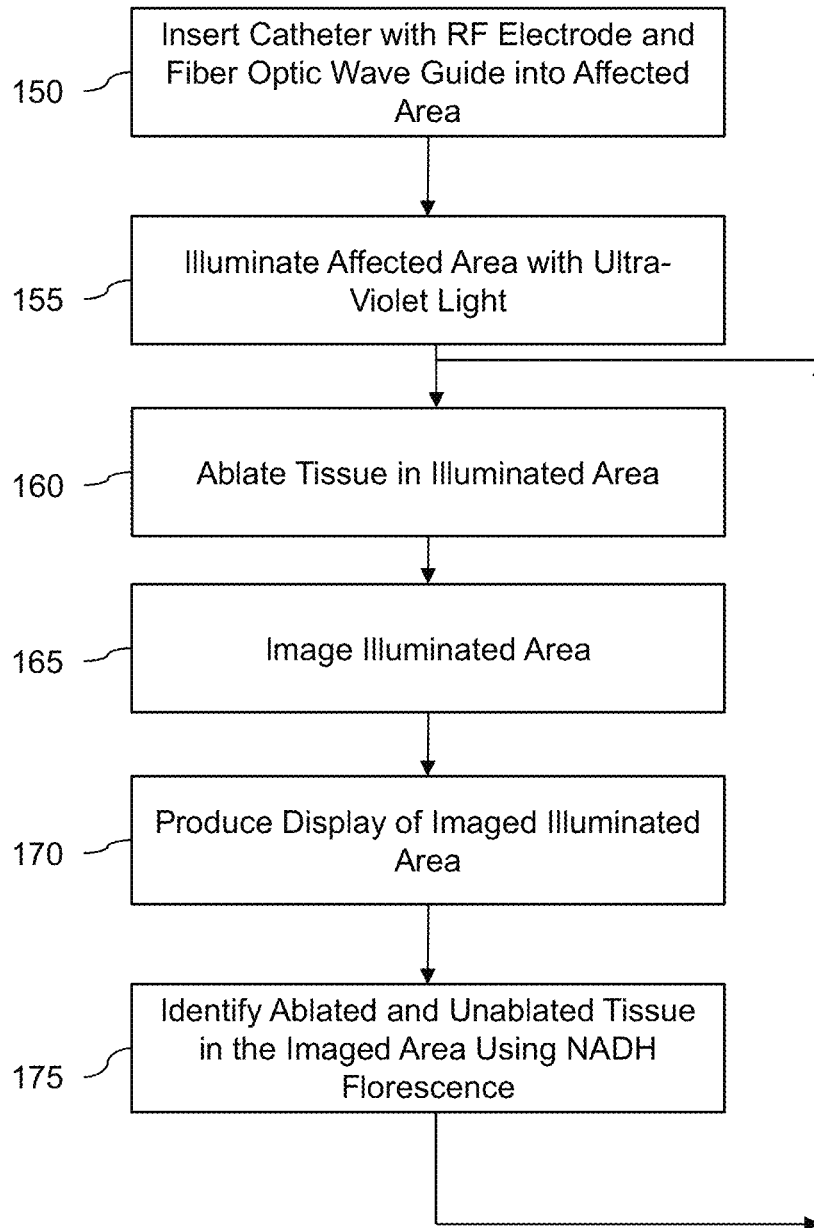 Insert Catheter with RF Electrode and
Fiber Optic Wave Guide into Affected
Area
150
Illuminate Affected Area with Ultra-
Violet Light
155
Ablate Tissue in Illuminated Area
160
Image Illuminated Area
165
Produce Display of Imaged Illuminated
Area
170
Identify Ablated and Unablated Tissue
in the Imaged Area Using NADH
Florescence
175